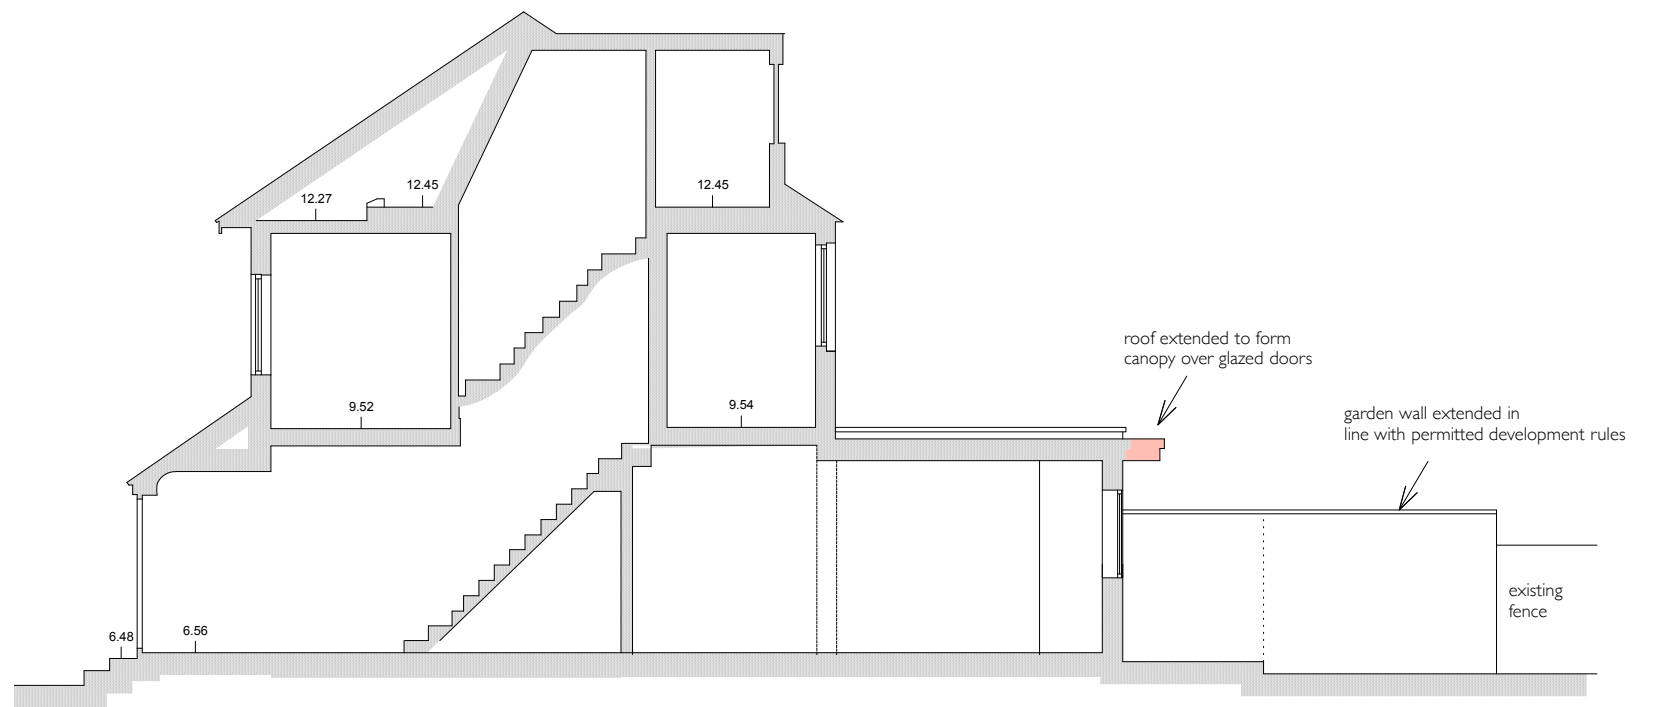 12.45
12.45
12.27
roof extended to form
canopy over glazed doors
9.52
9.54
garden wall extended in
line with permitted development rules
existing
fence
6.48
6.56